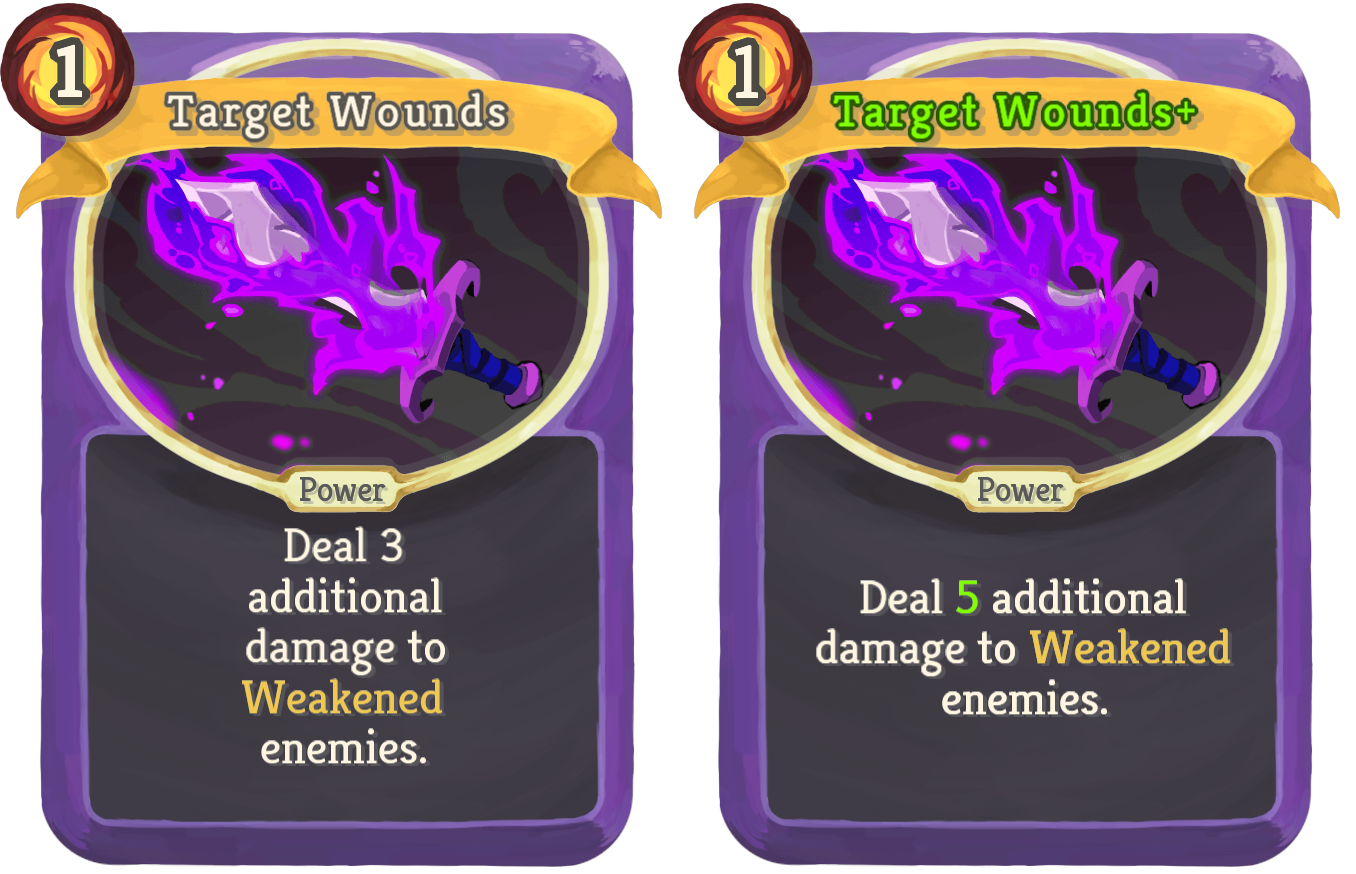 1
Target Wounds
Power
Deal 3
additional
damage to
Weakened
enemies.
1
Target Wounds+
Power
Deal 5 additional
damage to Weakened
enemies.